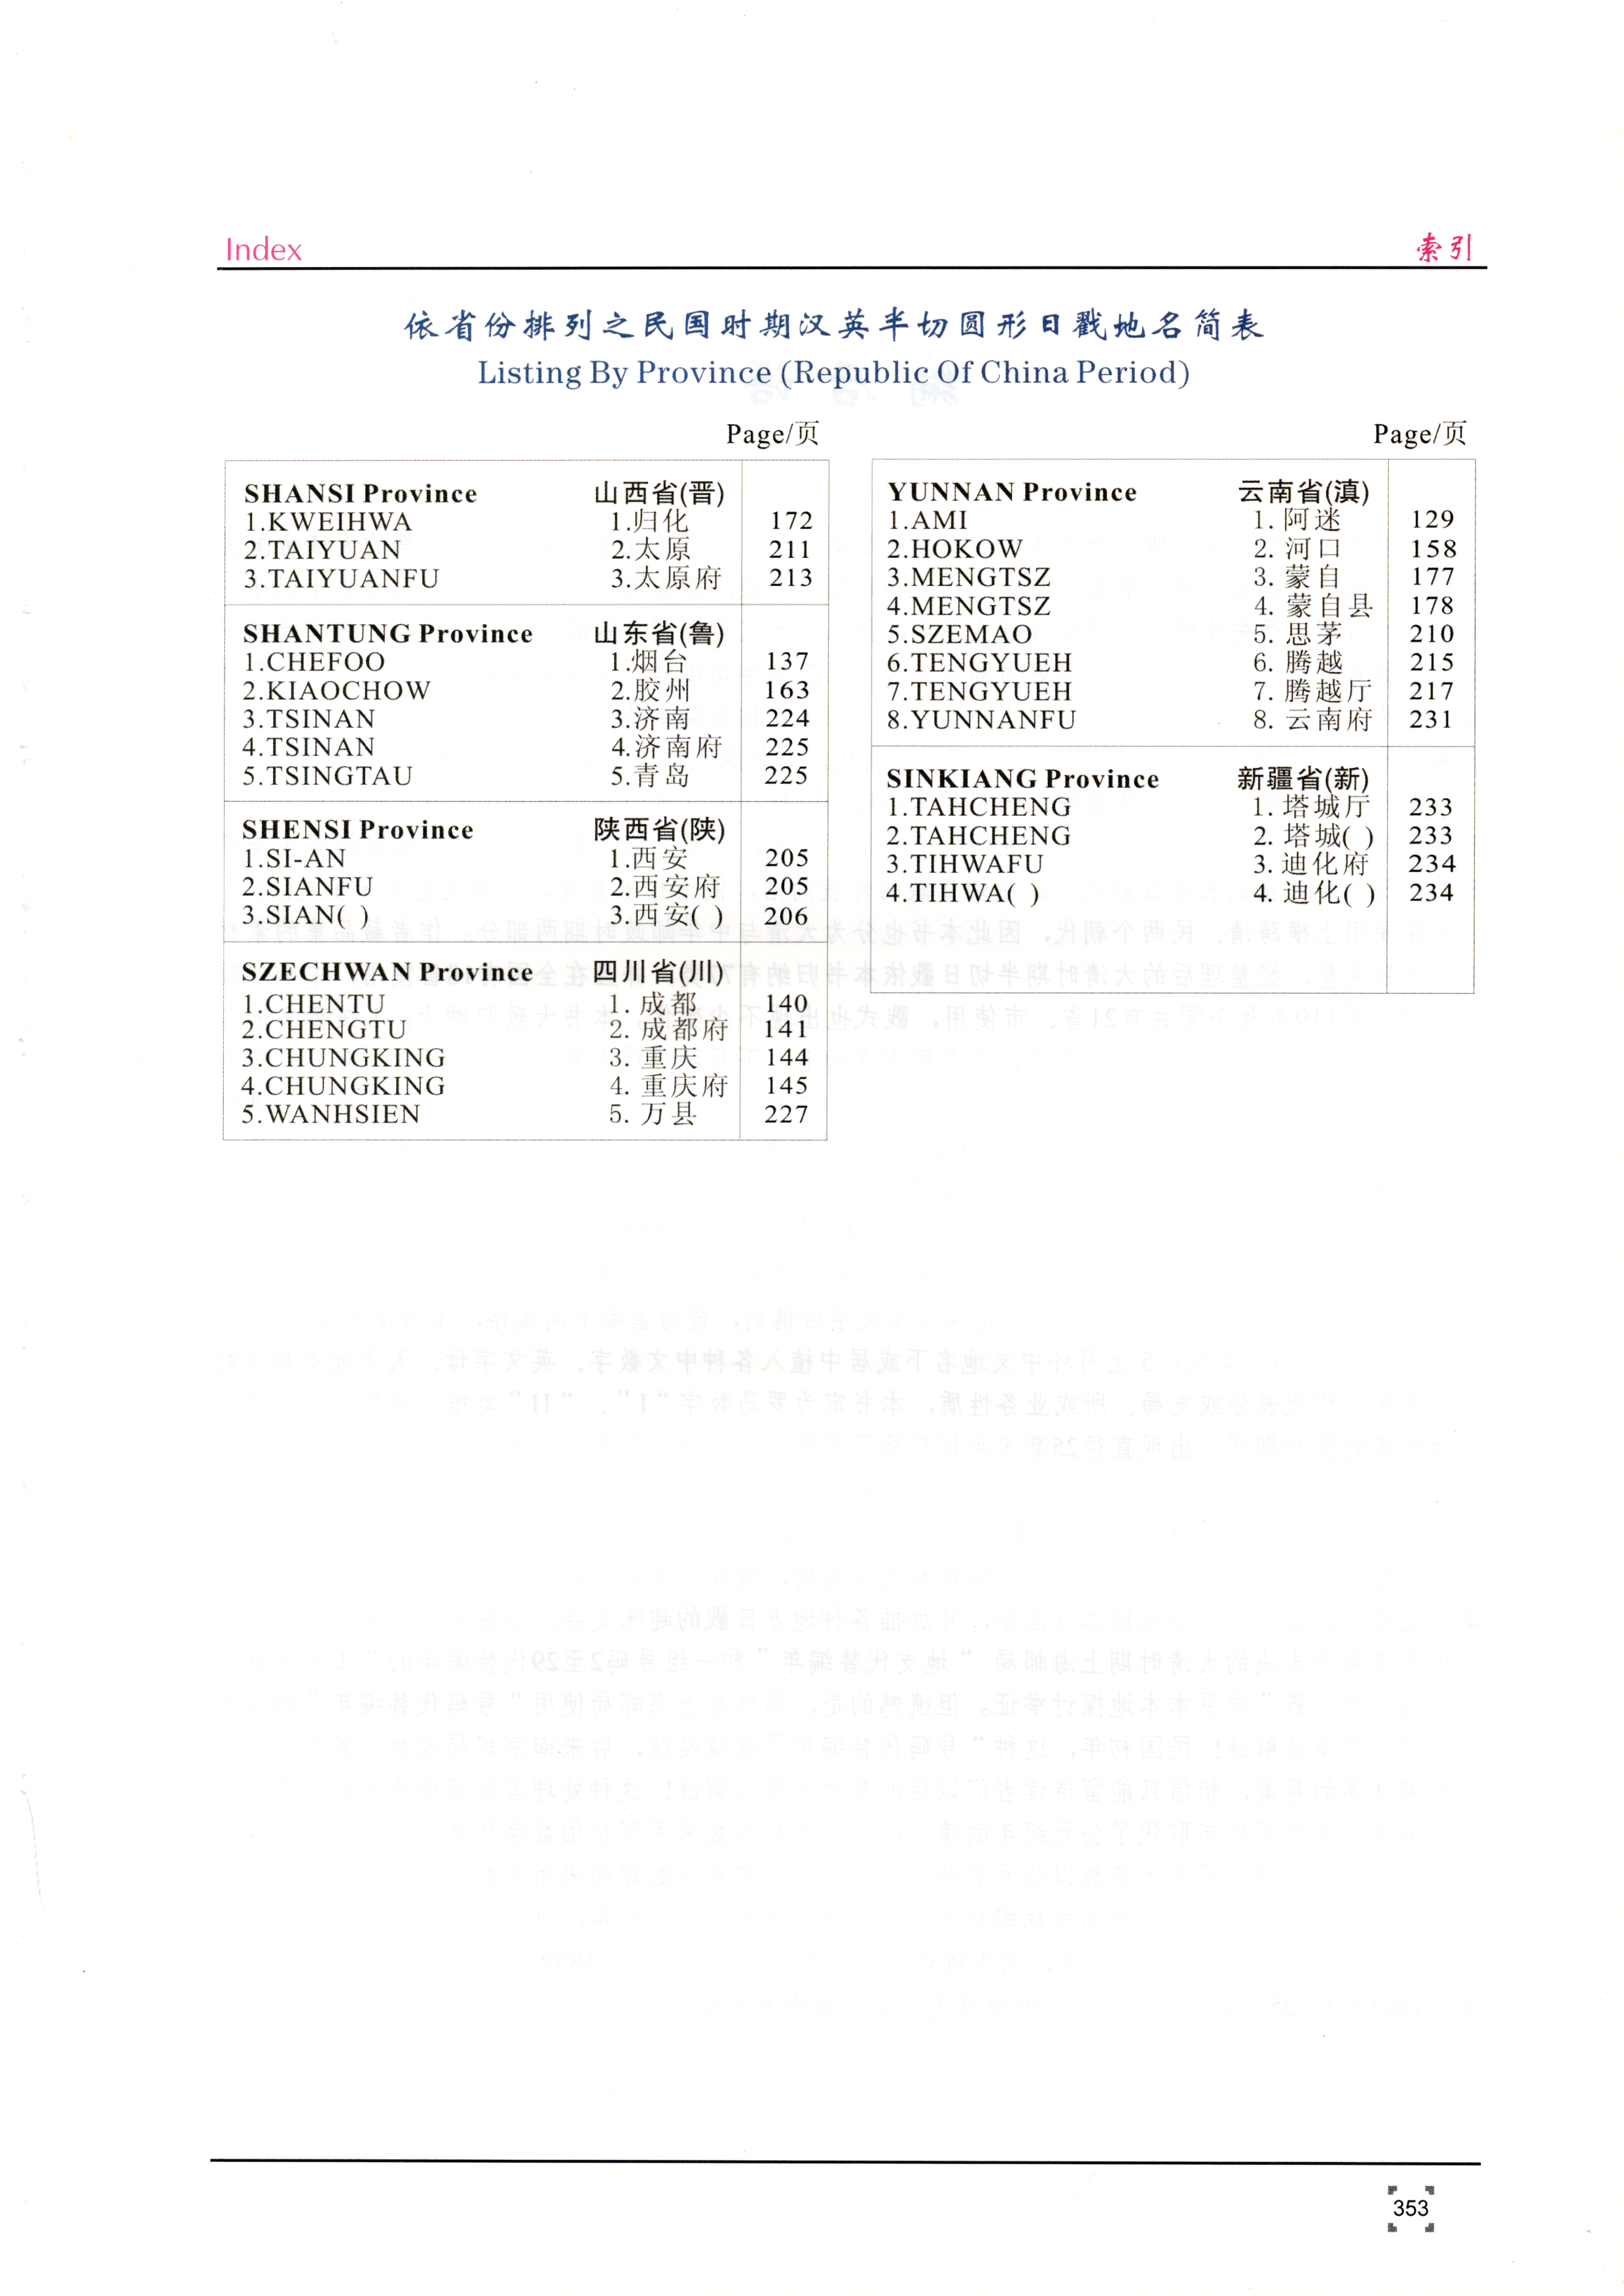 Index 索引
依省份排列之民国时期汉英半切圆形日戳地名简表
Listing By Province (Republic Of China Period)
Page/页
SHANSI Province 山西省(晋)
1.KWEIHWA 1.归化 172
2.TAIYUAN 2.太原 211
3.TAIYUANFU 3.太原府 213
SHANTUNG Province 山东省(鲁)
1.CHEFOO 1.烟台 137
2.KIAOCHOW 2.胶州 163
3.TSINAN 3.济南 224
4.TSINAN 4.济南府 225
5.TSINGTAU 5.青岛 225
SHENSI Province 陕西省(陕)
1.SI-AN 1.西安 205
2.SIANFU 2.西安府 205
3.SIAN( ) 3.西安( ) 206
SZECHWAN Province 四川省(川)
1.CHENTU 1. 成都 140
2.CHENGTU 2. 成都府 141
3.CHUNGKING 3. 重庆 144
4.CHUNGKING 4. 重庆府 145
5.WANHSIEN 5. 万县 227
Page/页
YUNNAN Province 云南省(滇)
1.AMI 1. 阿迷 129
2.HOKOW 2. 河口 158
3.MENGTSZ 3. 蒙自 177
4.MENGTSZ 4. 蒙自县 178
5.SZEMAO 5. 思茅 210
6.TENGYUEH 6. 腾越 215
7.TENGYUEH 7. 腾越厅 217
8.YUNNANFU 8. 云南府 231
SINKIANG Province 新疆省(新)
1.TAHCHENG 1. 塔城厅 233
2.TAHCHENG 2. 塔城( ) 233
3.TIHWAFU 3. 迪化府 234
4.TIHWA( ) 4. 迪化( ) 234
353